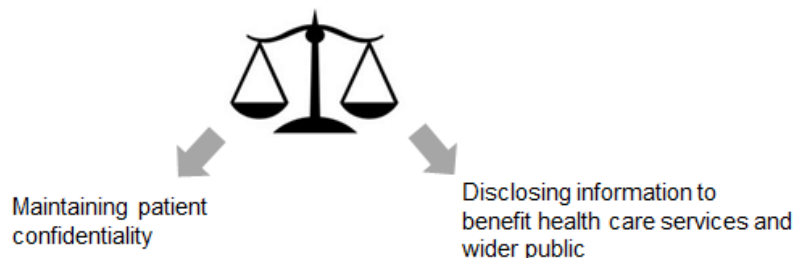 Maintaining patient
confidentiality
Disclosing information to
benefit health care services and
wider public